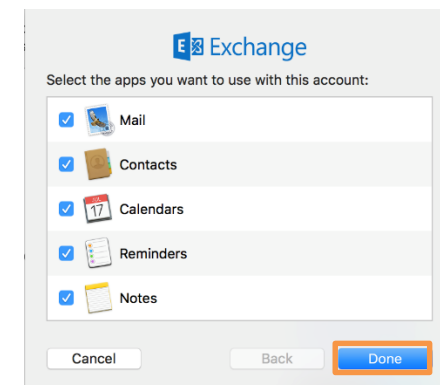 E Exchange
Select the apps you want to use with this account:
Mail
JUL
17
Calendars
Contacts
Reminders
Notes
Cancel
Back
Done